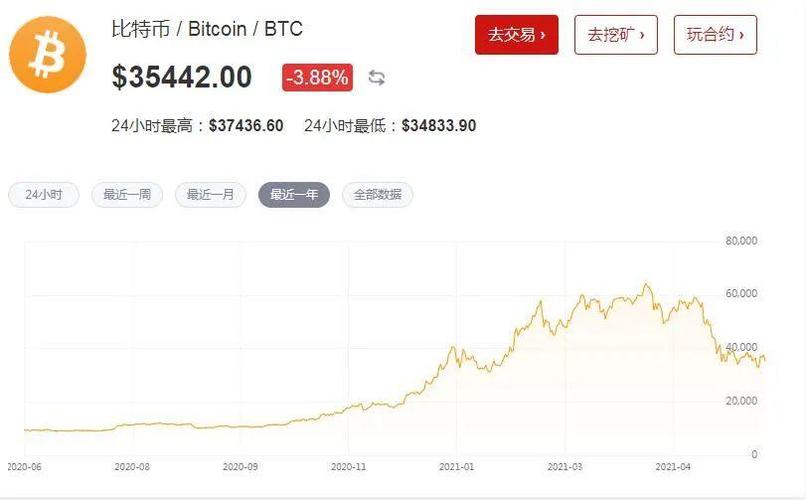 比特币 / Bitcoin / BTC
去交易 ›
去挖矿 ›
玩合约 ›
$35442.00
-3.88%
24小时最高：$37436.60
24小时最低：$34833.90
24小时
最近一周
最近一月
最近一年
全部数据
80,000
60,000
40,000
20,000
0
2020-06
2020-08
2020-09
2020-11
2021-01
2021-03
2021-04